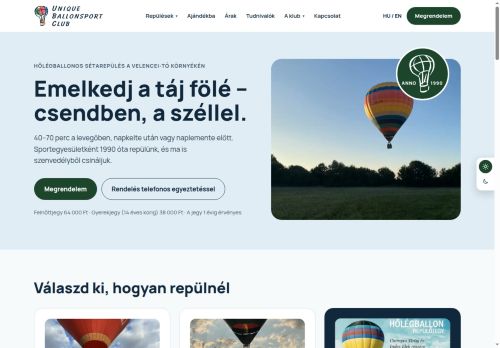 Unique
Ballonsport
Club
Repülések
Ajándékba
Árak
Tudnivalók
A klub
Kapcsolat
HU / EN
Megrendelem
HŐLÉGBALLONOS SÉTAREPÜLÉS A VELENCEI-TÓ KÖRNYÉKÉN
Emelkedj a táj fölé –
csendben, a széllel.
40–70 perc a levegőben, napkelte után vagy naplemente előtt.
Sportegyesületként 1990 óta repülünk, és ma is
szenvedélyből csináljuk.
Megrendelem
Rendelés telefonos egyeztetéssel
Felnőttjegy 64 000 Ft · Gyerekjegy (14 éves korig) 38 000 Ft · A jegy 1 évig érvényes
ANNO 1990
Válaszd ki, hogyan repülnél
HŐLÉGBALLON
REPÜLŐJEGY